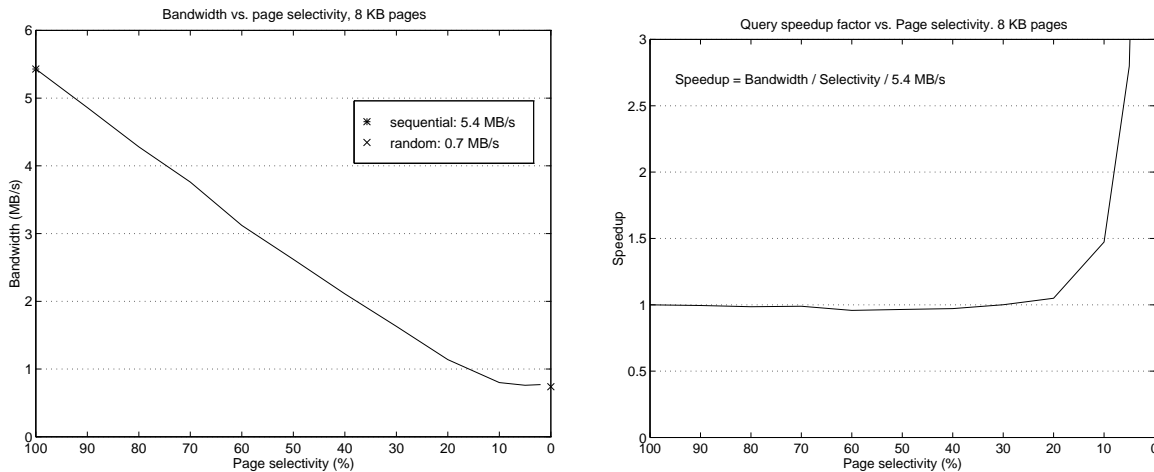 Bandwidth vs. page selectivity, 8 KB pages
6
5
4
3
2
1
0
Bandwidth (MB/s)
sequential: 5.4 MB/s
random: 0.7 MB/s
100 90 80 70 60 50 40 30 20 10 0
Page selectivity (%)
Query speedup factor vs. Page selectivity. 8 KB pages
3
2.5
2
1.5
1
0.5
0
Speedup
Speedup = Bandwidth / Selectivity / 5.4 MB/s
100 90 80 70 60 50 40 30 20 10 0
Page selectivity (%)